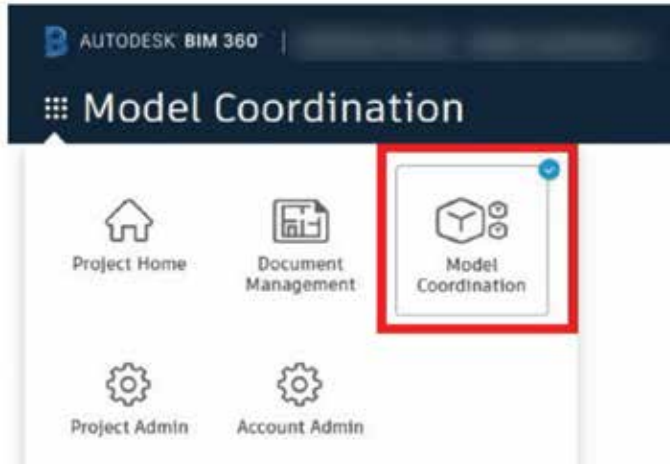 AUTODESK BIM 360 |
Model Coordination
Project Home
Document
Management
Model
Coordination
Project Admin
Account Admin